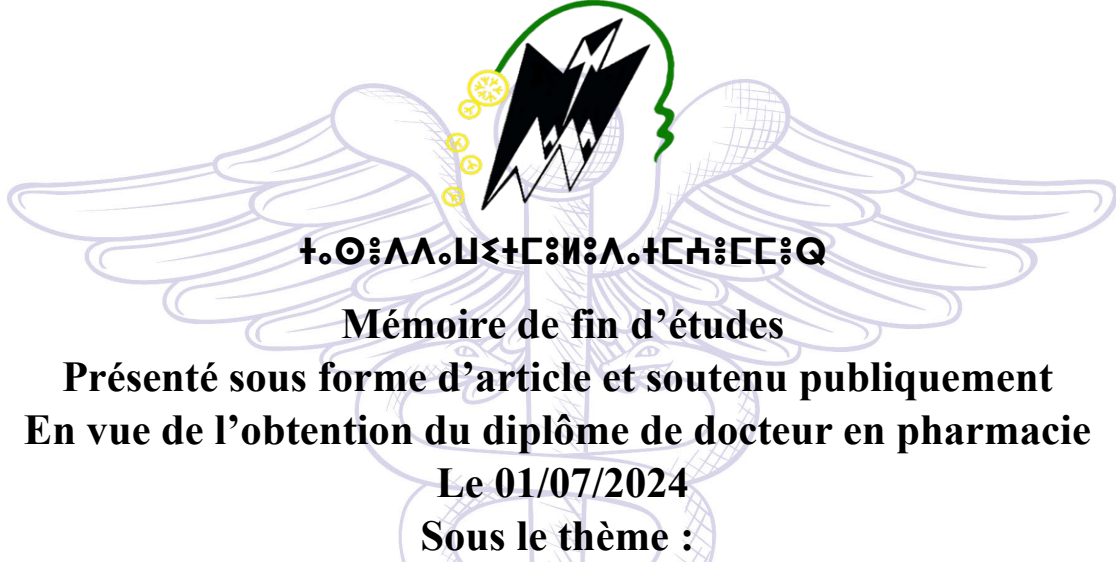 ⵜⴰⵙⴻⴷⴷⴰⵡⵉⵜⵎⵓⵍⵓⴷⴰⵜⵎⵄⴻⵎⵎⴻⵕ
Mémoire de fin d’études
Présenté sous forme d’article et soutenu publiquement
En vue de l’obtention du diplôme de docteur en pharmacie
Le 01/07/2024
Sous le thème :